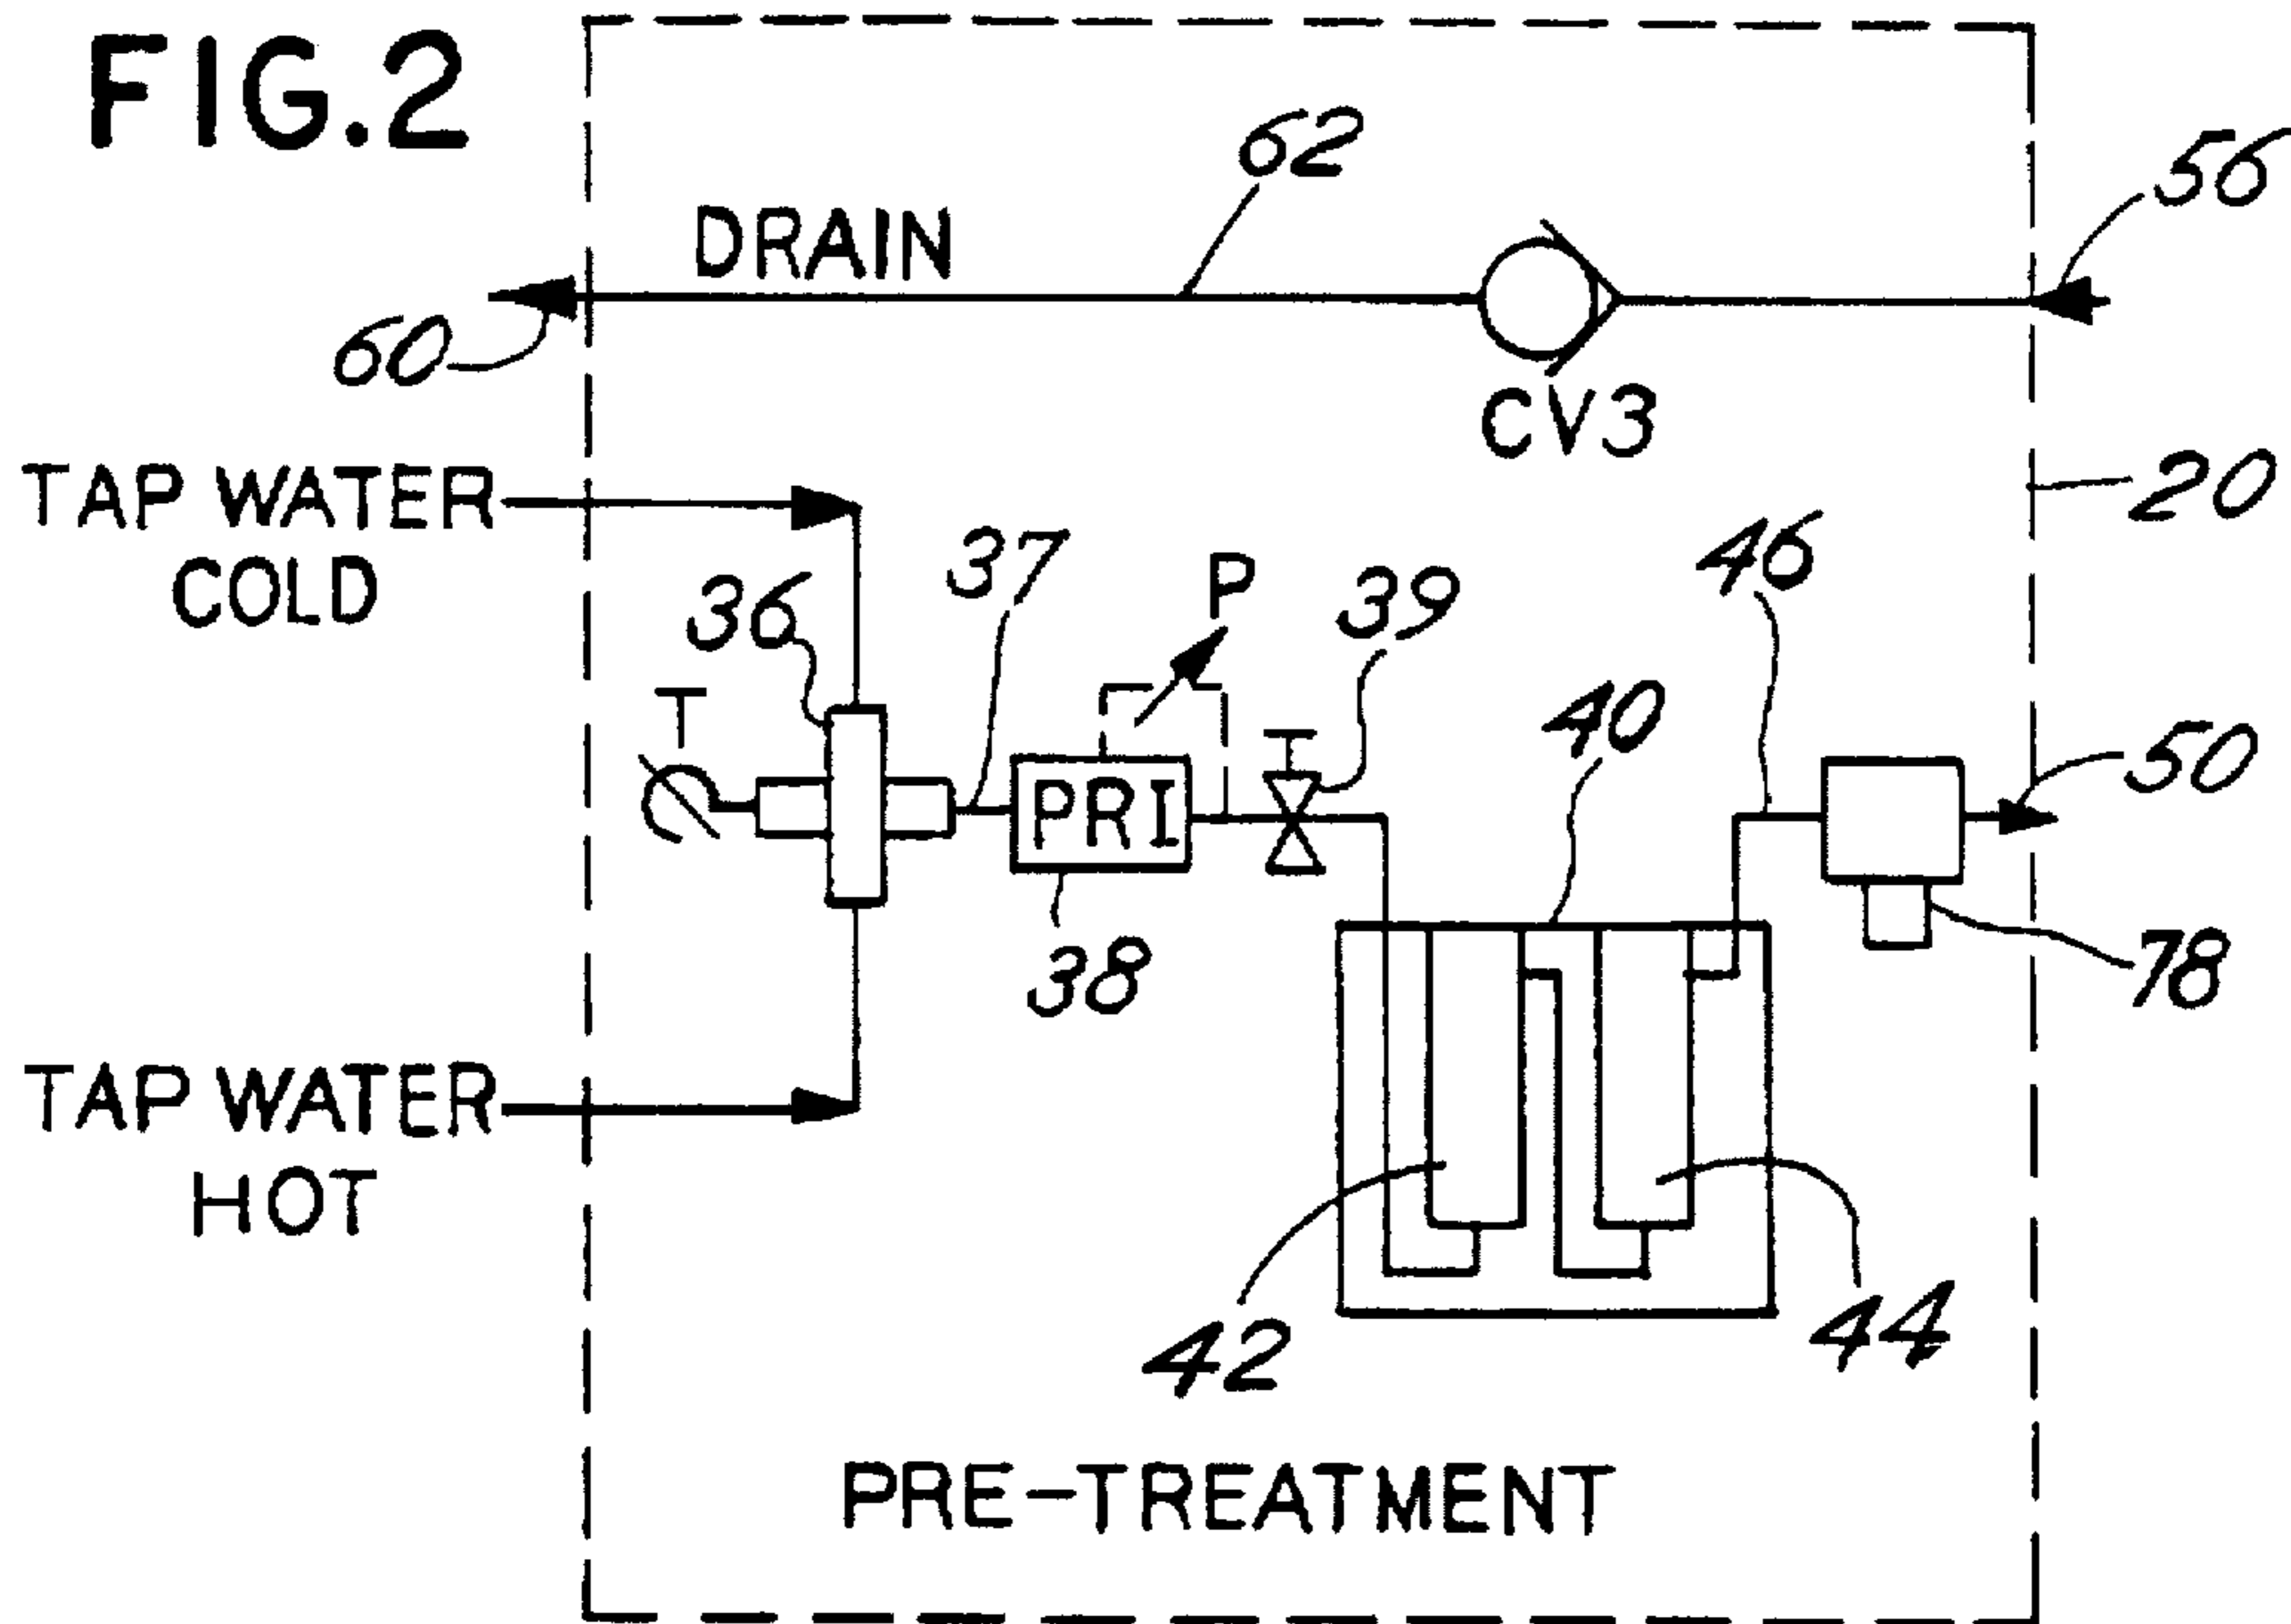 FIG.2
62
56
DRAIN
60
CV3
TAP WATER
COLD
20
37
P
39
46
36
T
40
50
PRI
38
78
TAP WATER
HOT
42
44
PRE-TREATMENT